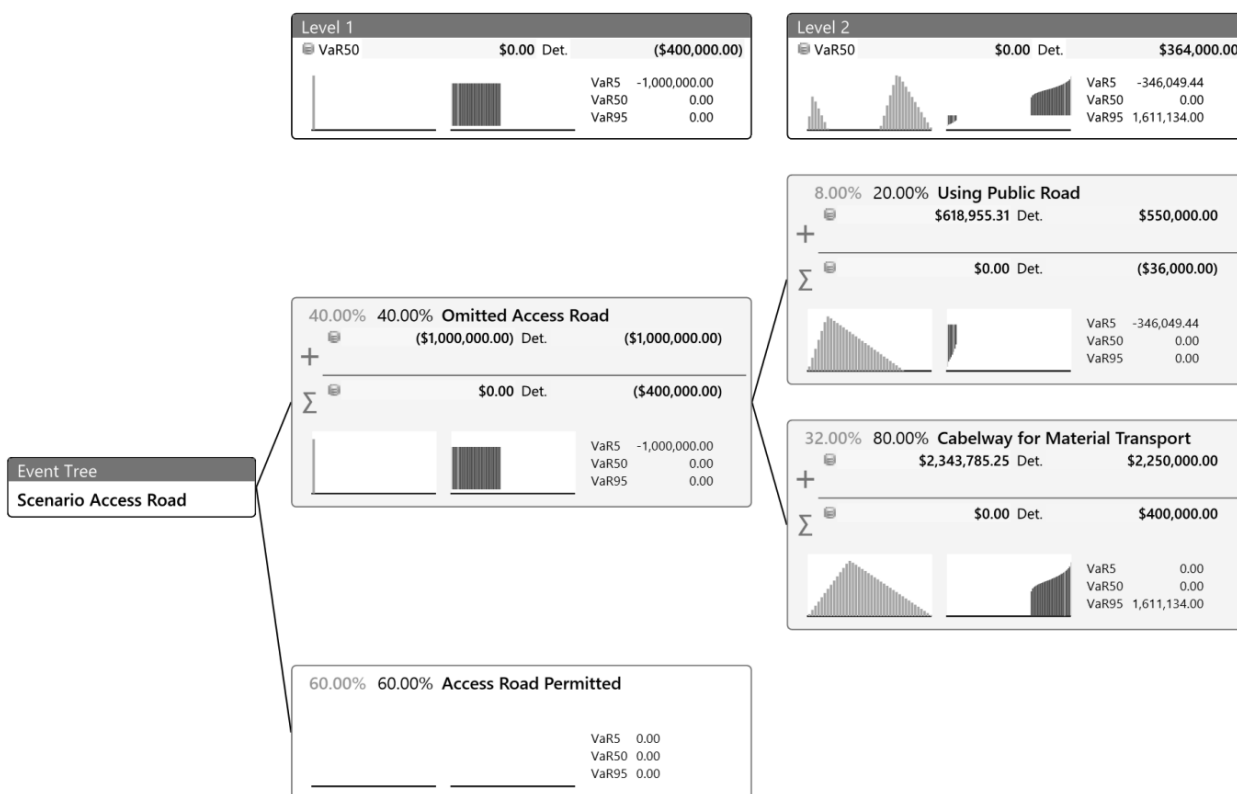 Level 1
VaR50 $0.00 Det. ($400,000.00)
VaR5 -1,000,000.00
VaR50 0.00
VaR95 0.00
Level 2
VaR50 $0.00 Det. $364,000.00
VaR5 -346,049.44
VaR50 0.00
VaR95 1,611,134.00
Event Tree
Scenario Access Road
40.00% 40.00% Omitted Access Road
+ ($1,000,000.00) Det. ($1,000,000.00)
Σ $0.00 Det. ($400,000.00)
VaR5 -1,000,000.00
VaR50 0.00
VaR95 0.00
60.00% 60.00% Access Road Permitted
VaR5 0.00
VaR50 0.00
VaR95 0.00
8.00% 20.00% Using Public Road
+ $618,955.31 Det. $550,000.00
Σ $0.00 Det. ($36,000.00)
VaR5 -346,049.44
VaR50 0.00
VaR95 0.00
32.00% 80.00% Cabelway for Material Transport
+ $2,343,785.25 Det. $2,250,000.00
Σ $0.00 Det. $400,000.00
VaR5 0.00
VaR50 0.00
VaR95 1,611,134.00